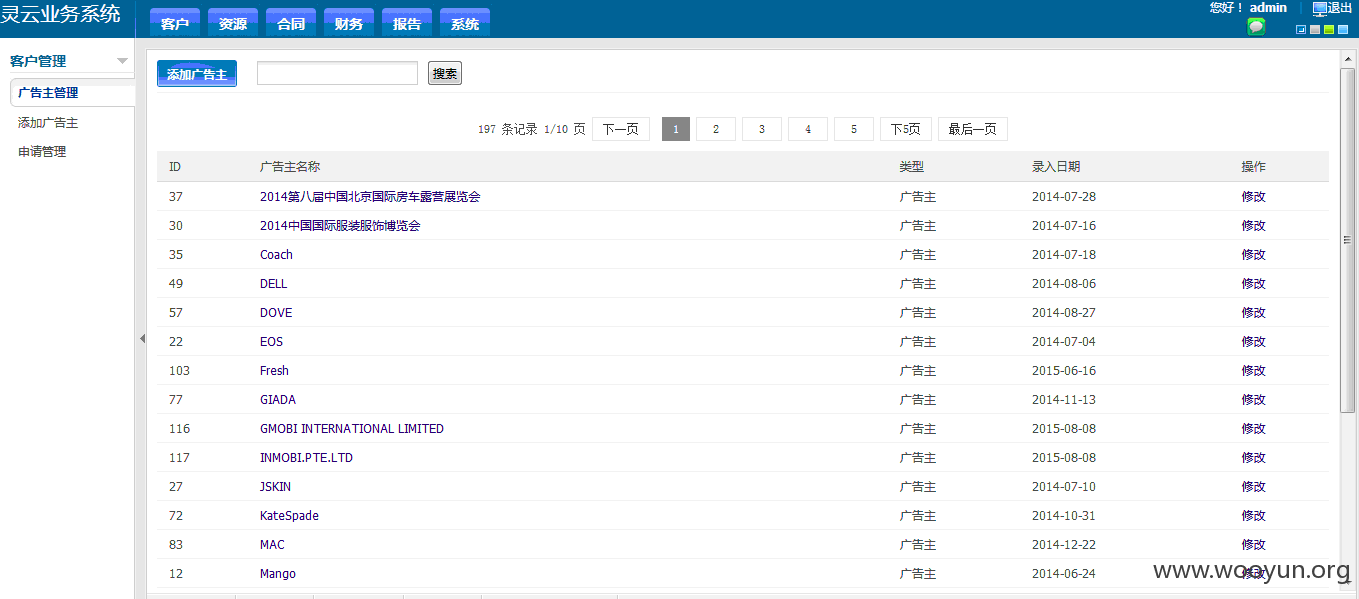 灵云业务系统
客户 资源 合同 财务 报告 系统
您好！ admin 退出
客户管理
广告主管理
添加广告主
申请管理
添加广告主 搜索
197 条记录 1/10 页 下一页 1 2 3 4 5 下5页 最后一页
ID 广告主名称 类型 录入日期 操作
37 2014第八届中国北京国际房车露营展览会 广告主 2014-07-28 修改
30 2014中国国际服装服饰博览会 广告主 2014-07-16 修改
35 Coach 广告主 2014-07-18 修改
49 DELL 广告主 2014-08-06 修改
57 DOVE 广告主 2014-08-27 修改
22 EOS 广告主 2014-07-04 修改
103 Fresh 广告主 2015-06-16 修改
77 GIADA 广告主 2014-11-13 修改
116 GMOBI INTERNATIONAL LIMITED 广告主 2015-08-08 修改
117 INMOBI.PTE.LTD 广告主 2015-08-08 修改
27 JSKIN 广告主 2014-07-10 修改
72 KateSpade 广告主 2014-10-31 修改
83 MAC 广告主 2014-12-22 修改
12 Mango 广告主 2014-06-24 修改
www.wooyun.org